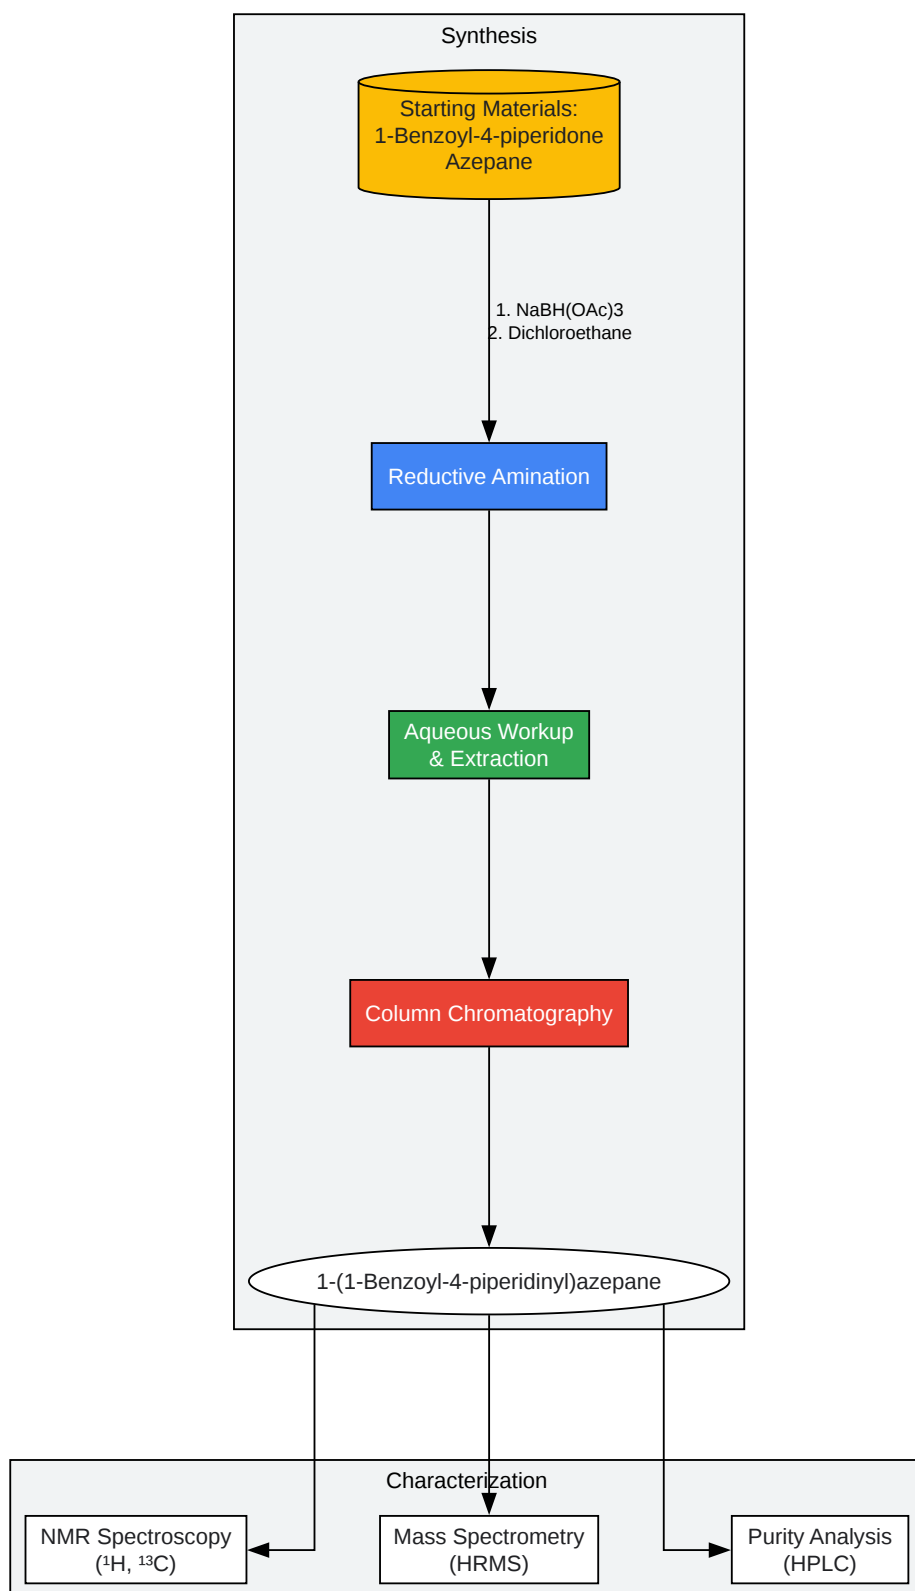 Synthesis
Starting Materials:
1-Benzoyl-4-piperidone
Azepane
1. NaBH(OAc)3
2. Dichloroethane
Reductive Amination
Aqueous Workup
& Extraction
Column Chromatography
1-(1-Benzoyl-4-piperidinyl)azepane
Characterization
NMR Spectroscopy
(¹H, ¹³C)
Mass Spectrometry
(HRMS)
Purity Analysis
(HPLC)